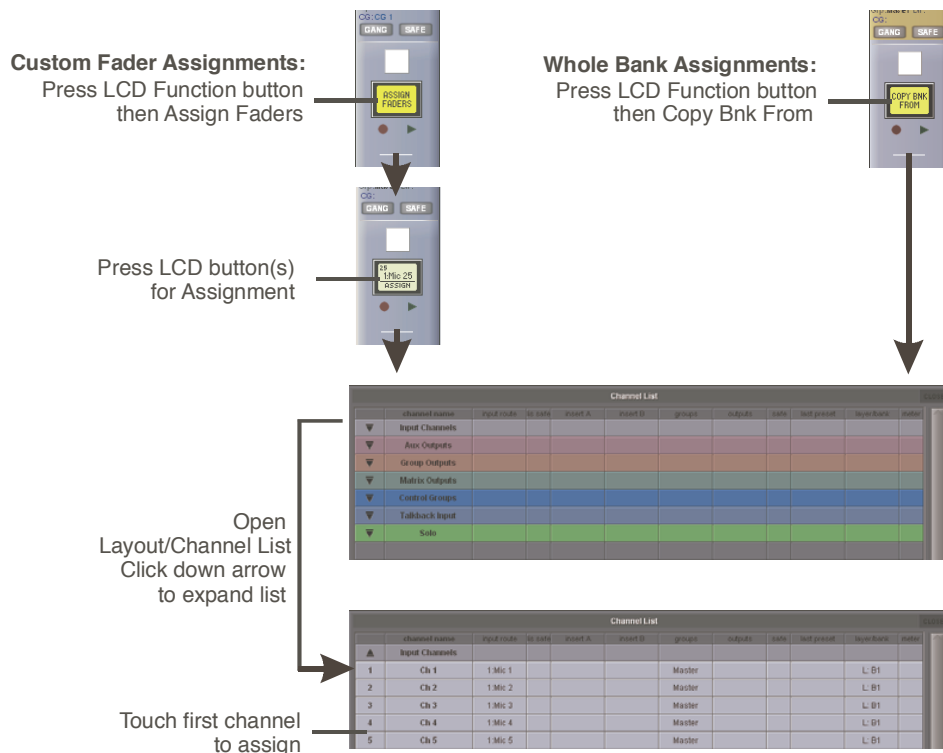 CG:CG 1
GANG SAFE
Custom Fader Assignments:
Press LCD Function button
then Assign Faders
ASSIGN
FADERS
CG:
GANG SAFE
Whole Bank Assignments:
Press LCD Function button
then Copy Bnk From
COPY BNK
FROM
CG:
GANG SAFE
Press LCD button(s)
for Assignment
25
1:Mic 25
ASSIGN
Channel List
channel name input route insert A insert B groups outputs safe last preset layer/bank meter
Input Channels
Aux Outputs
Group Outputs
Matrix Outputs
Control Groups
Talkback Input
Solo
Open
Layout/Channel List
Click down arrow
to expand list
Channel List
channel name input route insert A insert B groups outputs safe last preset layer/bank meter
Input Channels
1 Ch 1 1:Mic 1 Master L: B1
2 Ch 2 1:Mic 2 Master L: B1
3 Ch 3 1:Mic 3 Master L: B1
4 Ch 4 1:Mic 4 Master L: B1
5 Ch 5 1:Mic 5 Master L: B1
Touch first channel
to assign